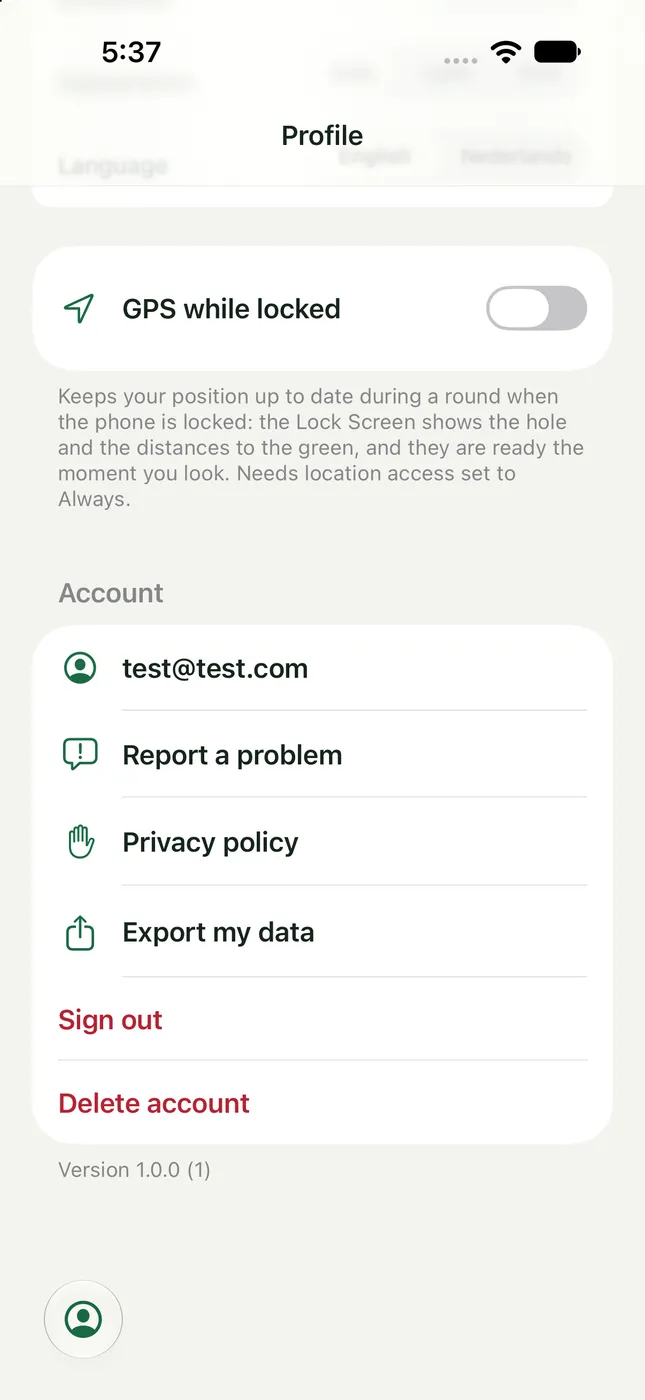 5:37
Profile
Language
English
Nederlands
GPS while locked
Keeps your position up to date during a round when
the phone is locked: the Lock Screen shows the hole
and the distances to the green, and they are ready the
moment you look. Needs location access set to
Always.
Account
test@test.com
Report a problem
Privacy policy
Export my data
Sign out
Delete account
Version 1.0.0 (1)